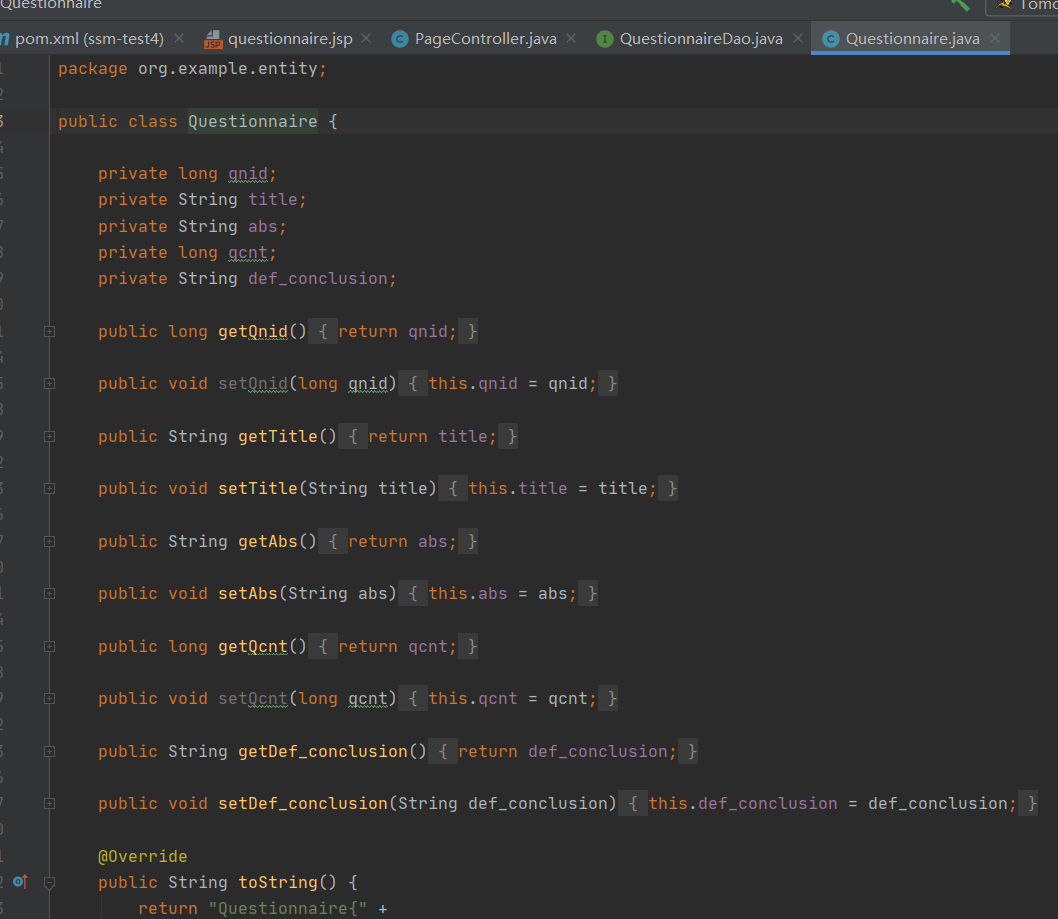 Questionnaire
Tomc
pom.xml (ssm-test4) questionnaire.jsp PageController.java QuestionnaireDao.java Questionnaire.java
package org.example.entity;
public class Questionnaire {
private long qnid;
private String title;
private String abs;
private long qcnt;
private String def_conclusion;
public long getQnid() { return qnid; }
public void setQnid(long qnid) { this.qnid = qnid; }
public String getTitle() { return title; }
public void setTitle(String title) { this.title = title; }
public String getAbs() { return abs; }
public void setAbs(String abs) { this.abs = abs; }
public long getQcnt() { return qcnt; }
public void setQcnt(long qcnt) { this.qcnt = qcnt; }
public String getDef_conclusion() { return def_conclusion; }
public void setDef_conclusion(String def_conclusion) { this.def_conclusion = def_conclusion; }
@Override
public String toString() {
return "Questionnaire{" +